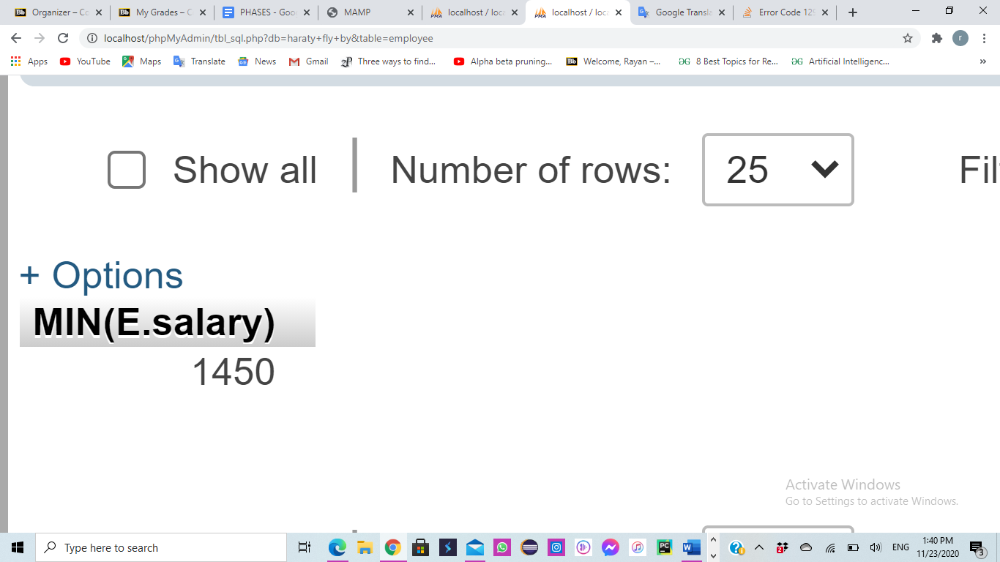 Organizer – Co
My Grades – C
PHASES - Goo
MAMP
localhost / loca
localhost / loca
Google Transla
Error Code 129
localhost/phpMyAdmin/tbl_sql.php?db=haraty+fly+by&table=employee
r
Apps
YouTube
Maps
Translate
News
Gmail
Three ways to find...
Alpha beta pruning...
Welcome, Rayan –...
8 Best Topics for Re...
Artificial Intelligenc...
»
Show all
Number of rows:
25
Fil
+ Options
MIN(E.salary)
1450
Activate Windows
Go to Settings to activate Windows.
Type here to search
ENG
1:40 PM
11/23/2020
3